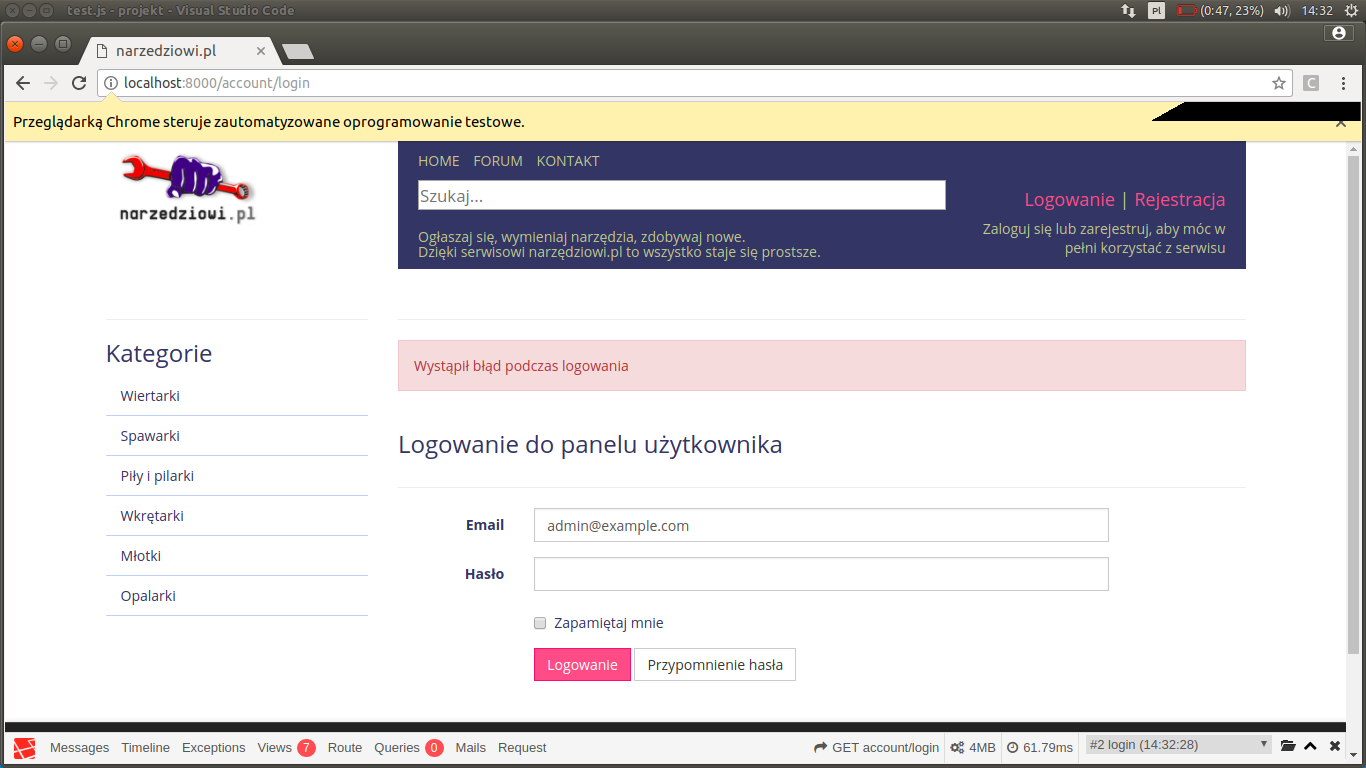 test.js - projekt - Visual Studio Code
Pl (0:47, 23%) 14:32
narzedziowi.pl
localhost:8000/account/login
C
Przeglądarką Chrome steruje zautomatyzowane oprogramowanie testowe.
narzedziowi.pl
HOME FORUM KONTAKT
Szukaj...
Logowanie | Rejestracja
Ogłaszaj się, wymieniaj narzędzia, zdobywaj nowe.
Dzięki serwisowi narzędziowi.pl to wszystko staje się prostsze.
Zaloguj się lub zarejestruj, aby móc w
pełni korzystać z serwisu
Kategorie
Wiertarki
Spawarki
Piły i pilarki
Wkrętarki
Młotki
Opalarki
Wystąpił błąd podczas logowania
Logowanie do panelu użytkownika
Email admin@example.com
Hasło
Zapamiętaj mnie
Logowanie Przypomnienie hasła
Messages Timeline Exceptions Views 7 Route Queries 0 Mails Request GET account/login 4MB 61.79ms #2 login (14:32:28)